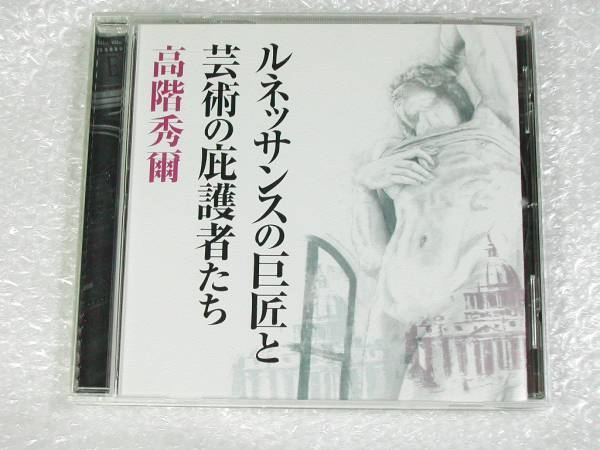 ルネッサンスの巨匠と
芸術の庇護者たち
高階秀爾